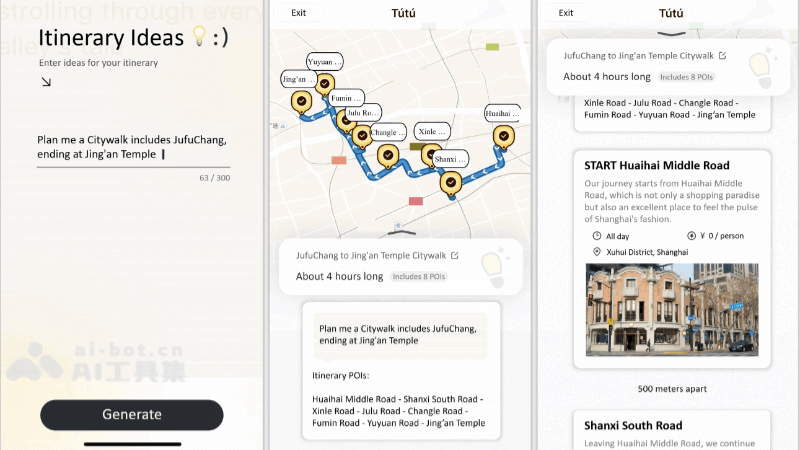 strolling through every
alley's ta
Itinerary Ideas 💡:)
Enter ideas for your itinerary
Plan me a Citywalk includes JufuChang,
ending at Jing'an Temple
63 / 300
ai-bot.cn
AI工具集
Generate
Exit
Tútú
Yuyuan ...
Jing'an ...
Fumin ...
Julu Ro...
Changle ...
Xinle ...
Shanxi ...
Huaihai ...
JufuChang to Jing'an Temple Citywalk
About 4 hours long Includes 8 POIs
Plan me a Citywalk includes JufuChang,
ending at Jing'an Temple
Itinerary POIs:
Huaihai Middle Road - Shanxi South Road -
Xinle Road - Julu Road - Changle Road -
Fumin Road - Yuyuan Road - Jing'an Temple
Exit
Tútú
JufuChang to Jing'an Temple Citywalk
About 4 hours long Includes 8 POIs
Xinle Road - Julu Road - Changle Road -
Fumin Road - Yuyuan Road - Jing'an Temple
START Huaihai Middle Road
Our journey starts from Huaihai Middle
Road, which is not only a shopping paradise
but also an excellent place to feel the pulse
of Shanghai's fashion.
All day
¥ 0 / person
Xuhui District, Shanghai
500 meters apart
Shanxi South Road
Leaving Huaihai Middle Road, we continue